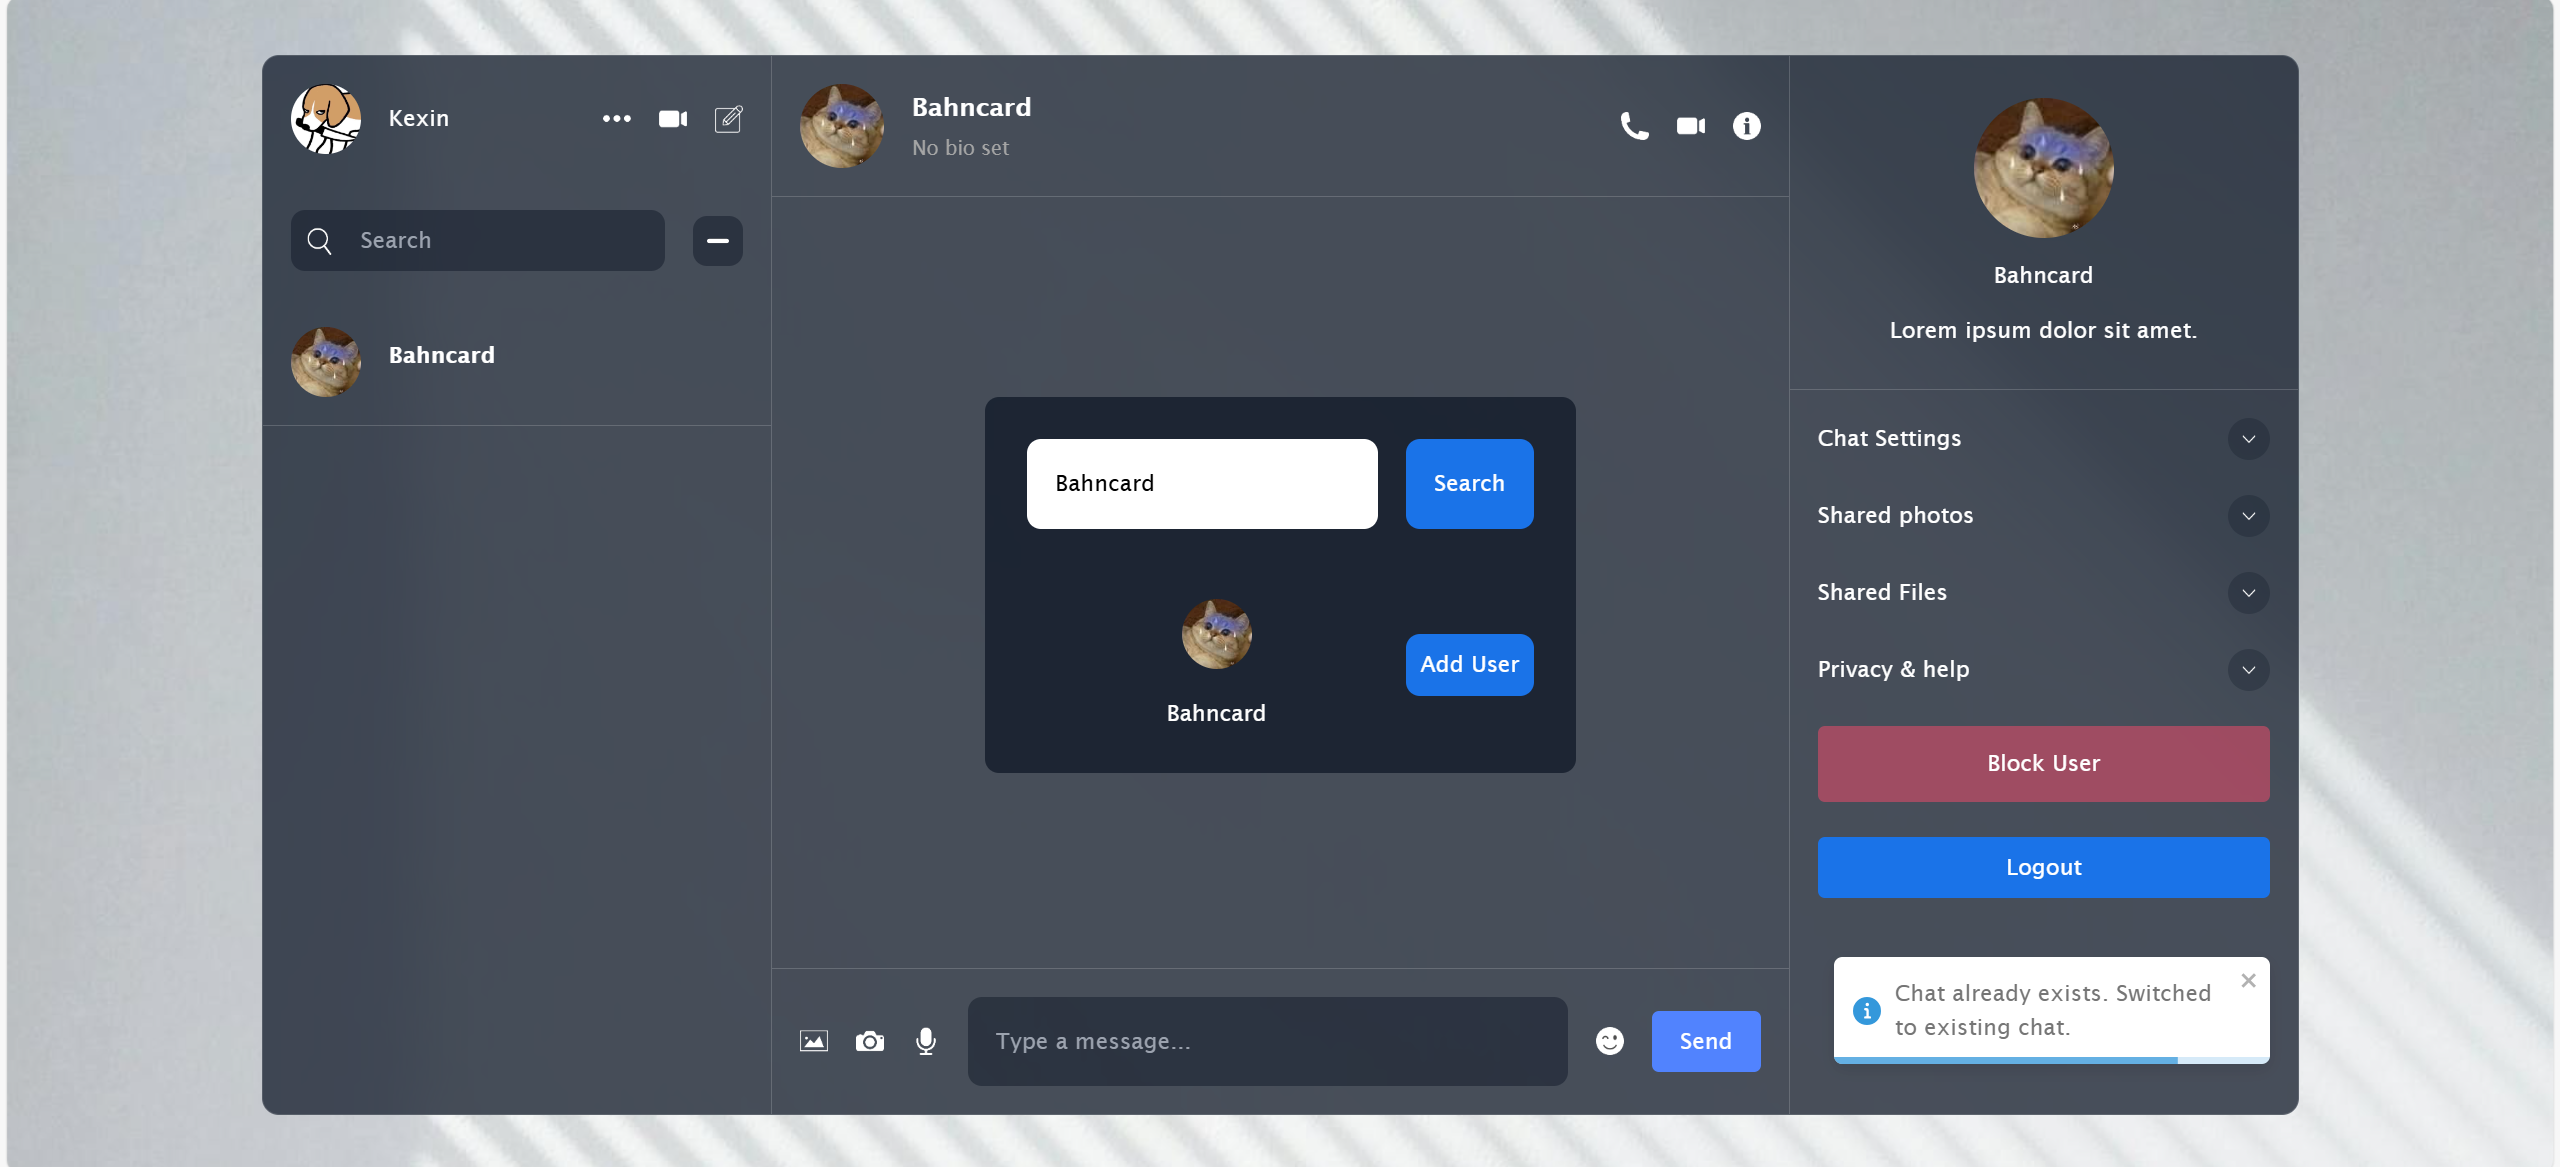 Kexin
Search
Bahncard
Bahncard
No bio set
Bahncard
Search
Bahncard
Add User
Type a message...
Send
Bahncard
Lorem ipsum dolor sit amet.
Chat Settings
Shared photos
Shared Files
Privacy & help
Block User
Logout
Chat already exists. Switched
to existing chat.